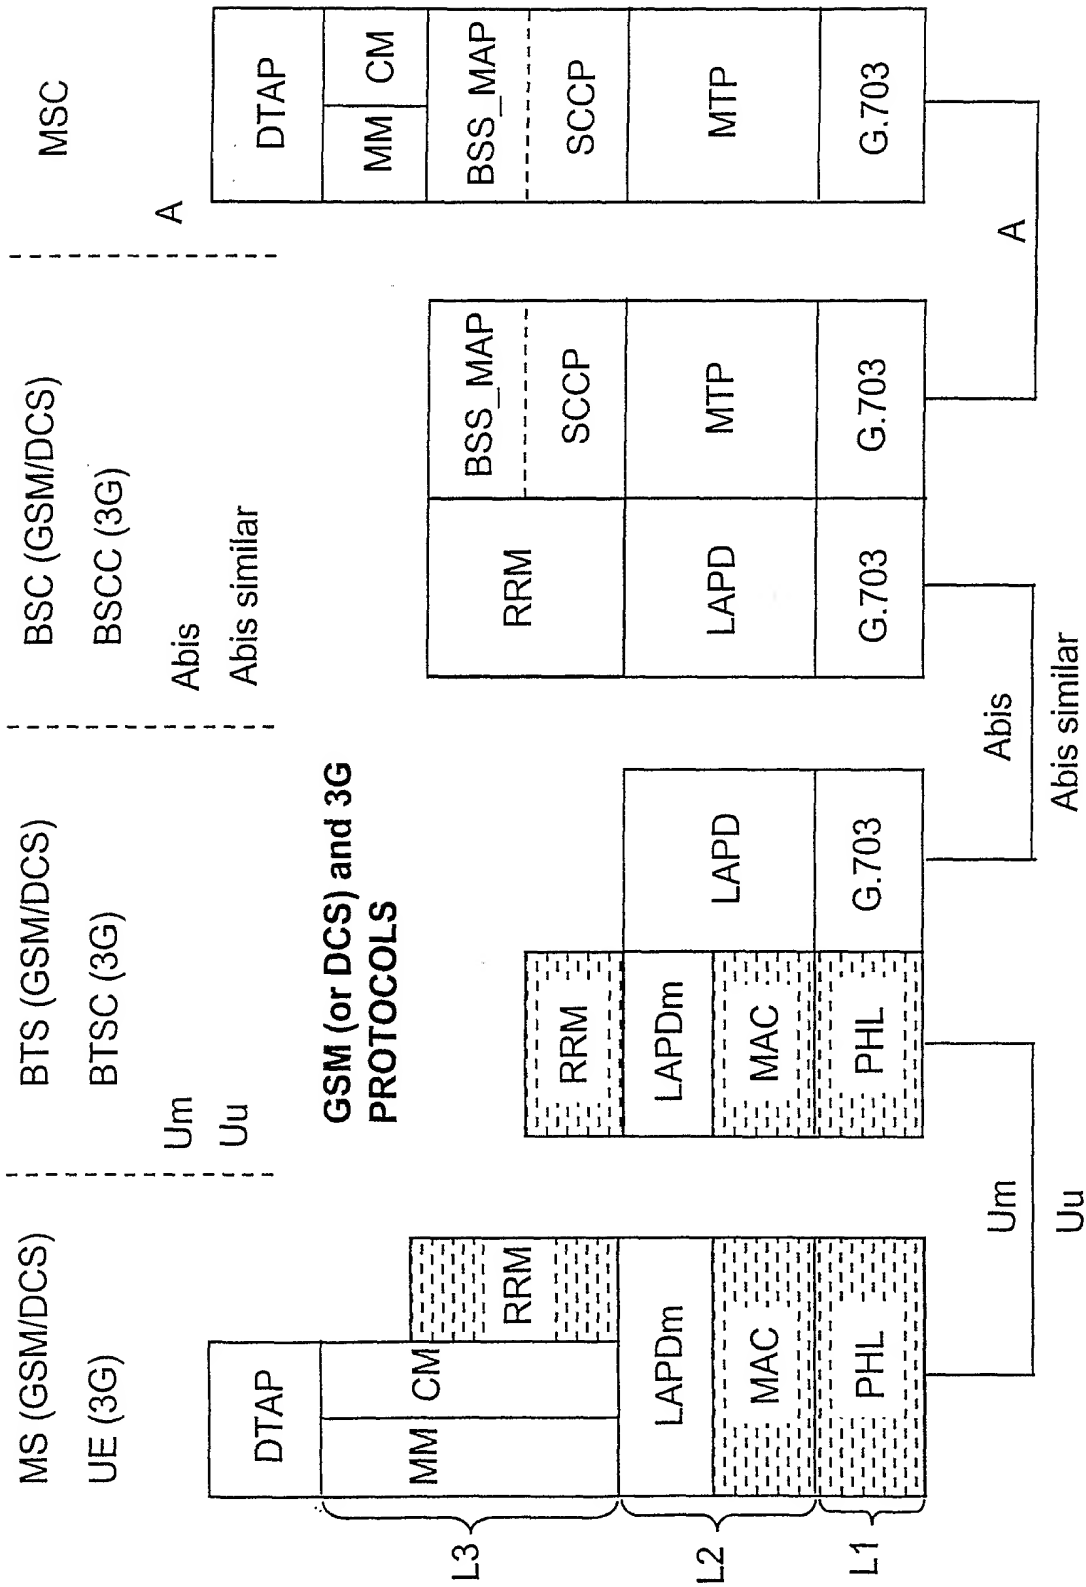 MS (GSM/DCS)
UE (3G)
BTS (GSM/DCS)
BTSC (3G)
BSC (GSM/DCS)
BSCC (3G)
MSC
Um
Uu
Abis
Abis similar
A
GSM (or DCS) and 3G
PROTOCOLS
L3
L2
L1
DTAP
MM
CM
RRM
LAPDm
MAC
PHL
RRM
LAPDm
MAC
PHL
LAPD
G.703
RRM
LAPD
G.703
BSS_MAP
SCCP
MTP
G.703
DTAP
MM
CM
BSS_MAP
SCCP
MTP
G.703
Um
Uu
Abis
Abis similar
A